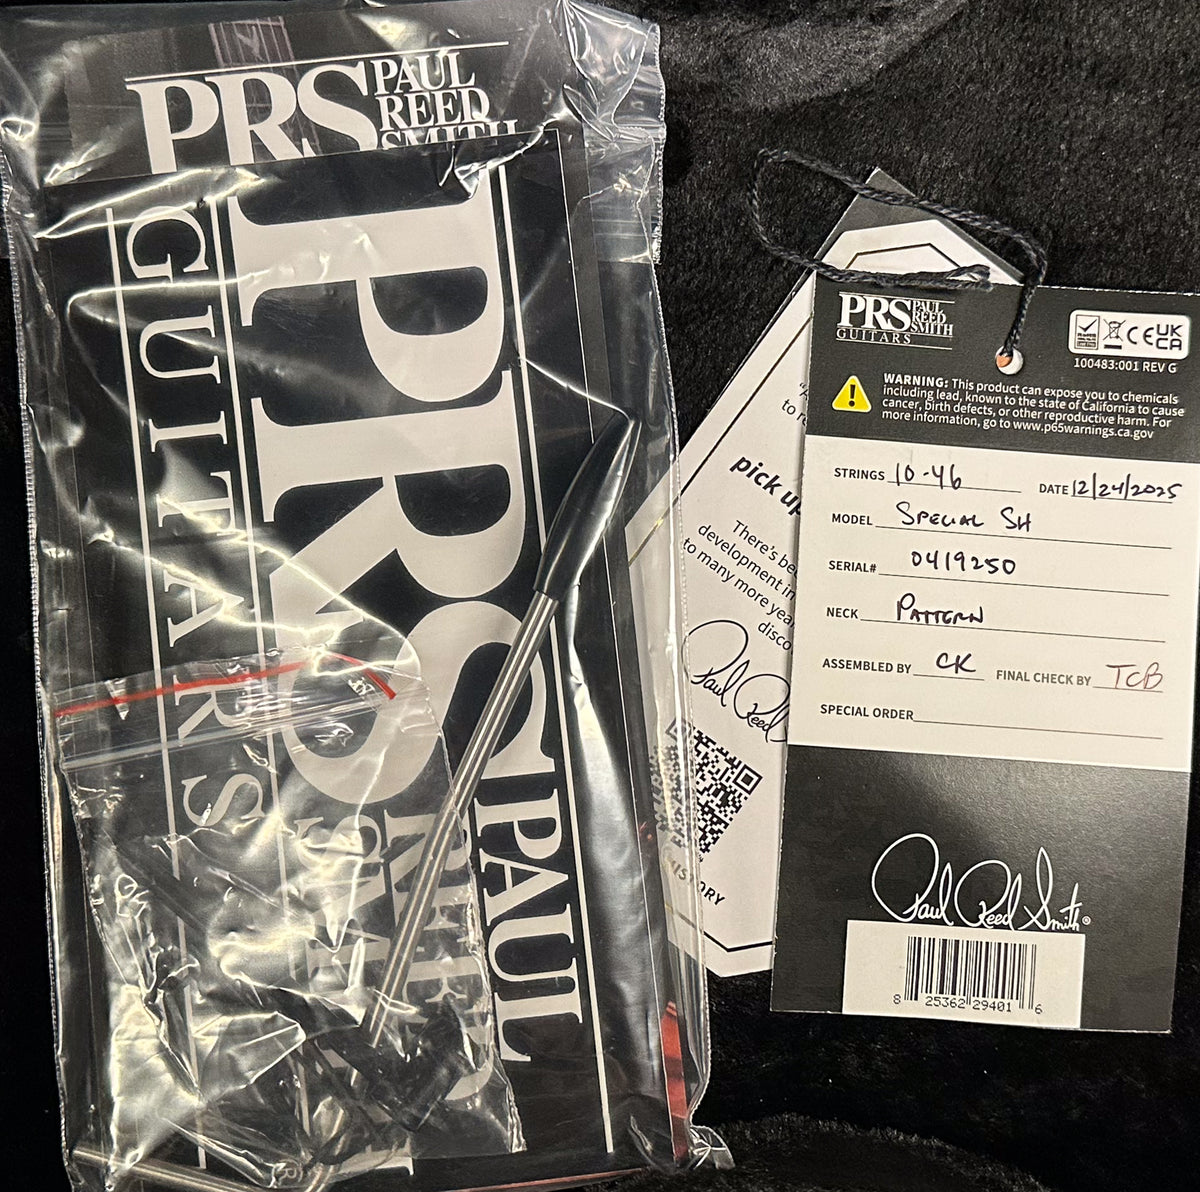 PRS PAUL
REED
SMITH
PRS PAUL
REED
SMITH
GUITARS
pick up
There's be
development in
to many more yea
disco
Paul Reed
HISTORY
PRS PAUL
REED
SMITH
GUITARS
CE UK
CA
100483:001 REV G
WARNING: This product can expose you to chemicals
including lead, known to the state of California to cause
cancer, birth defects, or other reproductive harm. For
more information, go to www.p65warnings.ca.gov
STRINGS 10-46 DATE 12/24/2025
MODEL SPECIAL SH
SERIAL# 0419250
NECK PATTERN
ASSEMBLED BY CK FINAL CHECK BY TCB
SPECIAL ORDER
Paul Reed Smith®
8 25362 29401 6